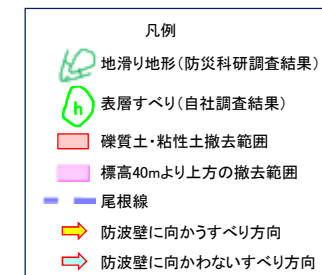 凡例
地滑り地形(防災科研調査結果)
h 表層すべり(自社調査結果)
礫質土・粘性土撤去範囲
標高40mより上方の撤去範囲
尾根線
防波壁に向かうすべり方向
防波壁に向かわないすべり方向